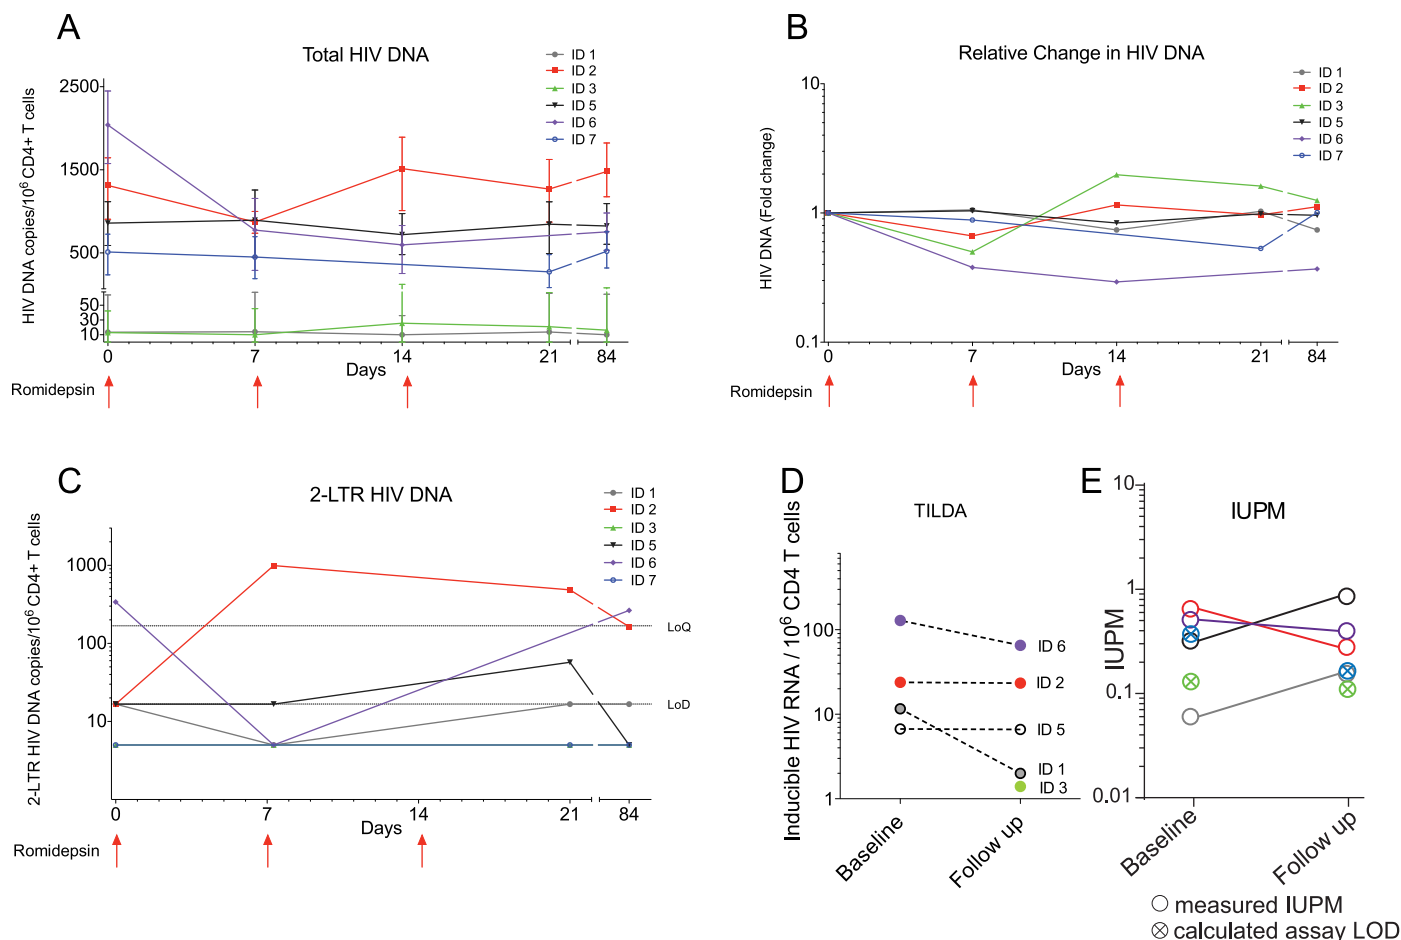 A
Total HIV DNA
HIV DNA copies/10⁶ CD4+ T cells
2500
1500
500
50
30
10
0
7
14
21
84
Days
Romidepsin
ID 1
ID 2
ID 3
ID 5
ID 6
ID 7
B
Relative Change in HIV DNA
HIV DNA (Fold change)
10
1
0.1
0
7
14
21
84
Days
Romidepsin
ID 1
ID 2
ID 3
ID 5
ID 6
ID 7
C
2-LTR HIV DNA
2-LTR HIV DNA copies/10⁶ CD4+ T cells
1000
100
10
LoQ
LoD
0
7
14
21
84
Days
Romidepsin
ID 1
ID 2
ID 3
ID 5
ID 6
ID 7
D
TILDA
Inducible HIV RNA / 10⁶ CD4 T cells
100
10
1
ID 6
ID 2
ID 5
ID 1
ID 3
Baseline
Follow up
E
IUPM
IUPM
10
1
0.1
0.01
Baseline
Follow up
measured IUPM
calculated assay LOD